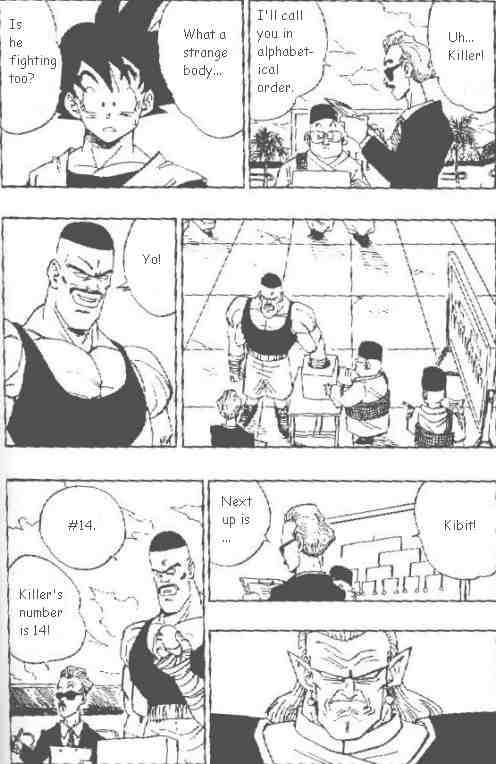 Is
he
fighting
too?
What a
strange
body...
I'll call
you in
alphabet-
ical
order.
Uh...
Killer!
Yo!
#14.
Killer's
number
is 14!
Next
up is
...
Kibit!